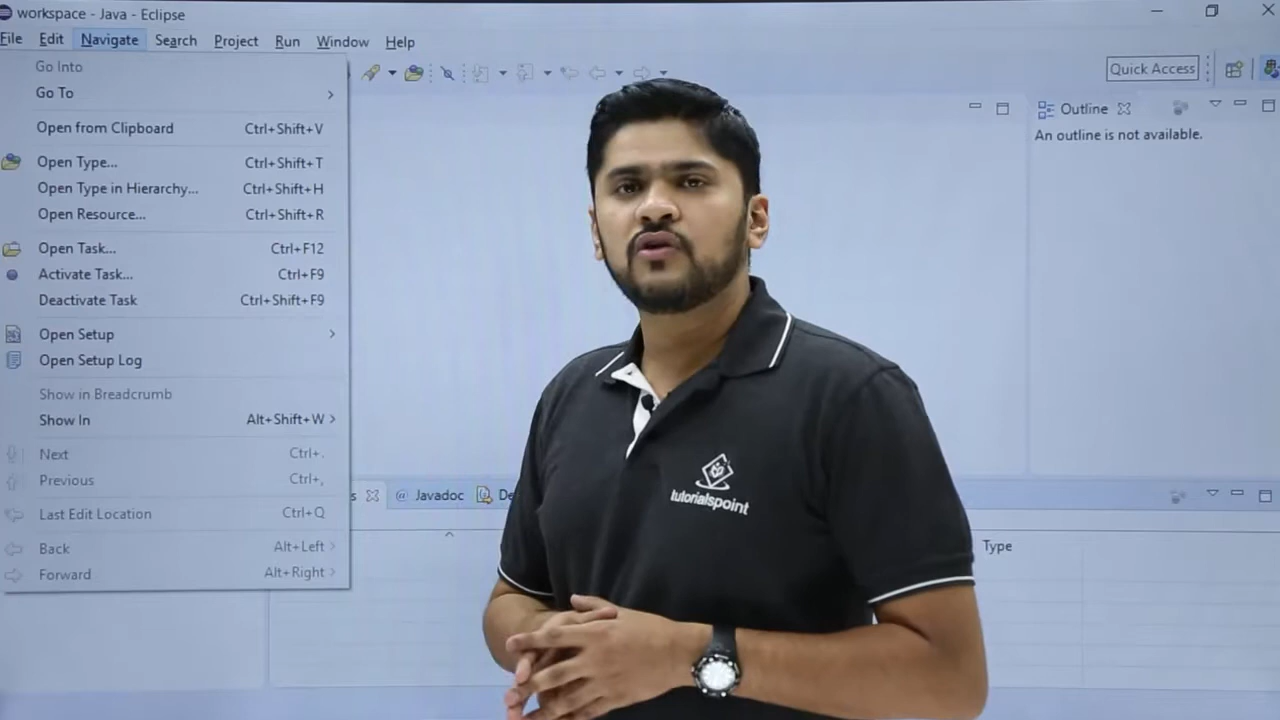 workspace - Java - Eclipse
File Edit Navigate Search Project Run Window Help
Go Into
Go To
Open from Clipboard Ctrl+Shift+V
Open Type... Ctrl+Shift+T
Open Type in Hierarchy... Ctrl+Shift+H
Open Resource... Ctrl+Shift+R
Open Task... Ctrl+F12
Activate Task... Ctrl+F9
Deactivate Task Ctrl+Shift+F9
Open Setup
Open Setup Log
Show in Breadcrumb
Show In Alt+Shift+W
Next Ctrl+.
Previous Ctrl+,
Last Edit Location Ctrl+Q
Back Alt+Left
Forward Alt+Right
Quick Access
Outline
An outline is not available.
tutorialspoint
s @ Javadoc De
Type